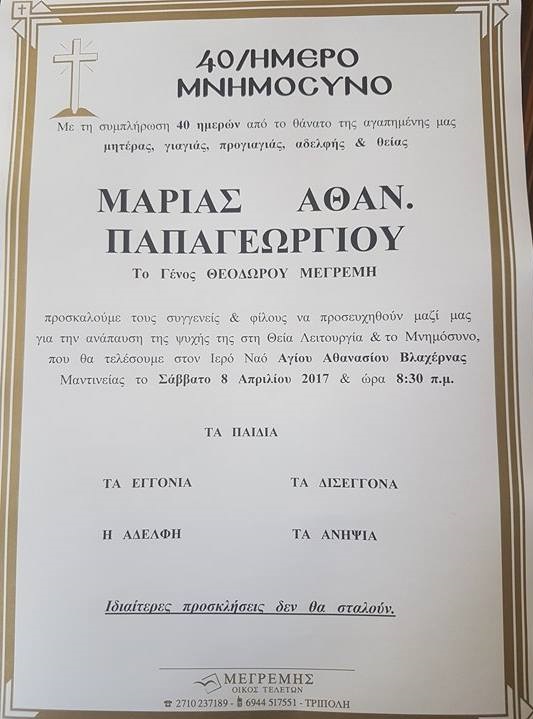 40/ΗΜΕΡΟ
ΜΝΗΜΟCΥΝΟ
Με τη συμπλήρωση 40 ημερών από το θάνατο της αγαπημένης μας
μητέρας, γιαγιάς, προγιαγιάς, αδελφής & θείας
ΜΑΡΙΑΣ ΑΘΑΝ.
ΠΑΠΑΓΕΩΡΓΙΟΥ
Το Γένος ΘΕΟΔΩΡΟΥ ΜΕΓΡΕΜΗ
προσκαλούμε τους συγγενείς & φίλους να προσευχηθούν μαζί μας
για την ανάπαυση της ψυχής της στη Θεία Λειτουργία & το Μνημόσυνο,
που θα τελέσουμε στον Ιερό Ναό Αγίου Αθανασίου Βλαχέρνας
Μαντινείας το Σάββατο 8 Απριλίου 2017 & ώρα 8:30 π.μ.
ΤΑ ΠΑΙΔΙΑ
ΤΑ ΕΓΓΟΝΙΑ ΤΑ ΔΙΣΕΓΓΟΝΑ
Η ΑΔΕΛΦΗ ΤΑ ΑΝΗΨΙΑ
Ιδιαίτερες προσκλήσεις δεν θα σταλούν.
ΜΕΓΡΕΜΗΣ
ΟΙΚΟΣ ΤΕΛΕΤΩΝ
☎ 2710 237189 - 6944 517551 - ΤΡΙΠΟΛΗ